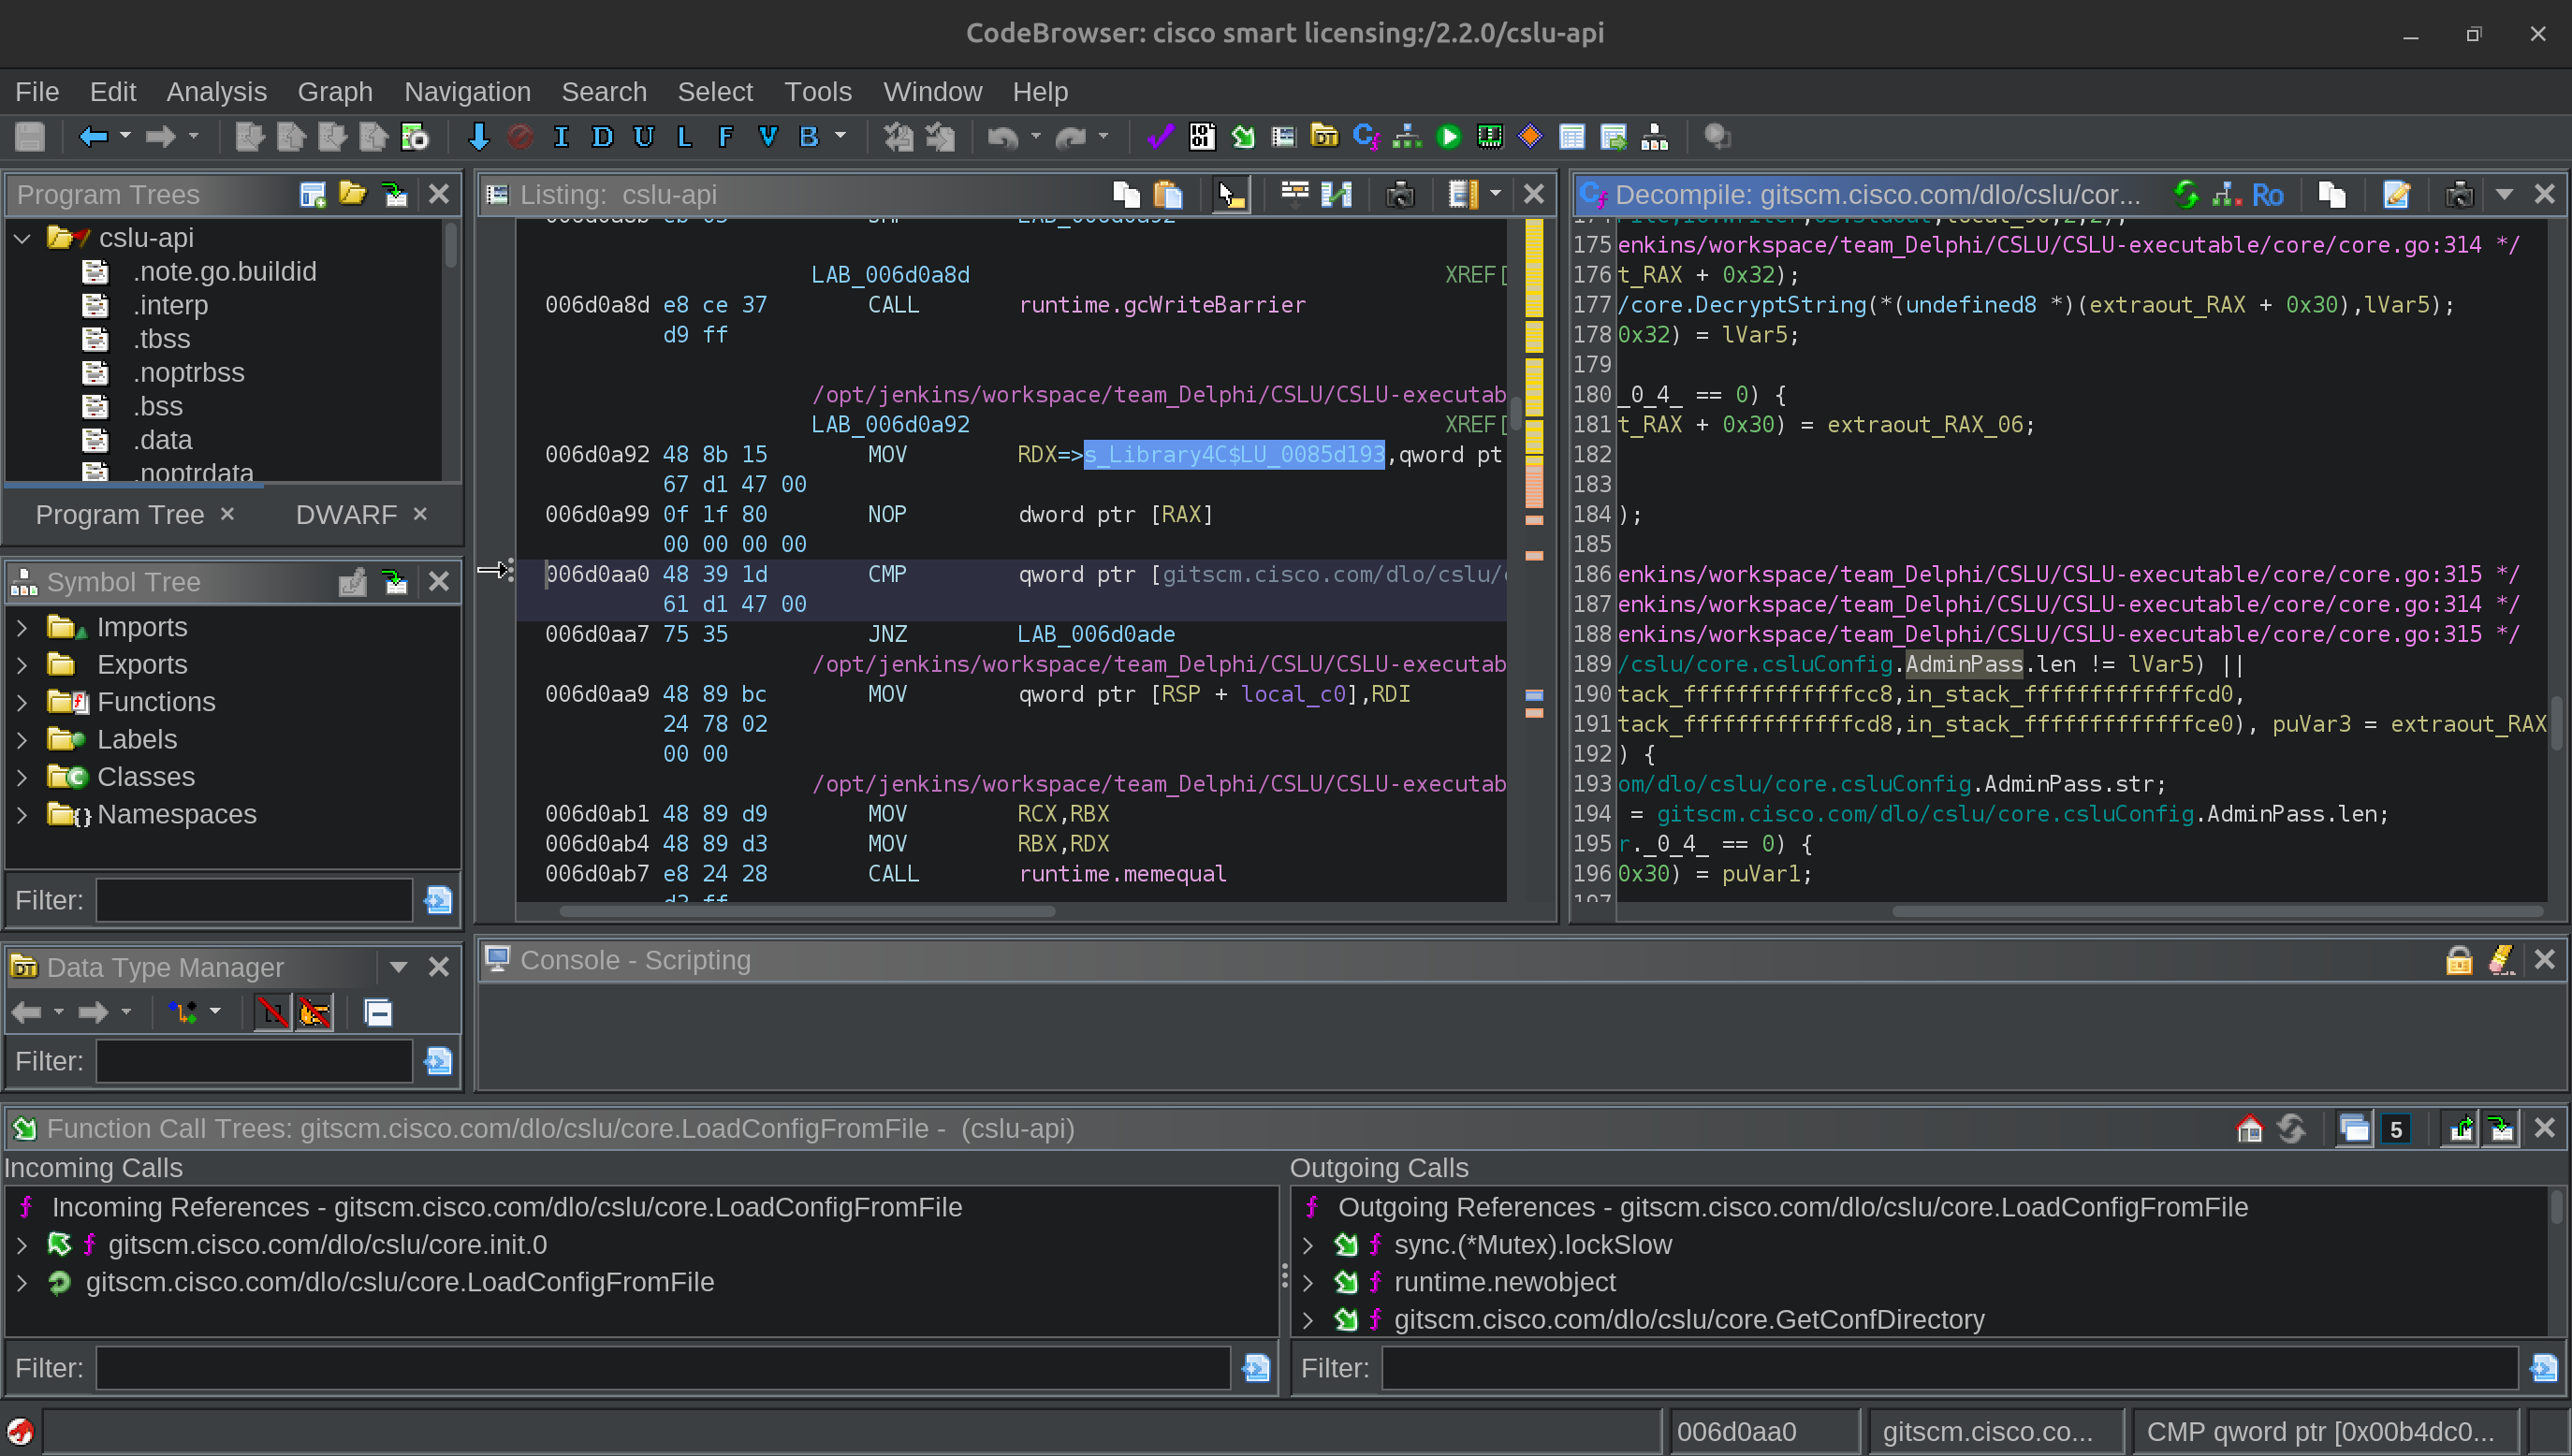 CodeBrowser: cisco smart licensing:/2.2.0/cslu-api
File Edit Analysis Graph Navigation Search Select Tools Window Help
I D U L F V B
Program Trees
cslu-api
.note.go.buildid
.interp
.tbss
.noptrbss
.bss
.data
.noptrdata
Program Tree × DWARF ×
Symbol Tree
Imports
Exports
Functions
Labels
Classes
Namespaces
Filter:
Data Type Manager
Filter:
Listing: cslu-api
LAB_006d0a8d XREF[
006d0a8d e8 ce 37 CALL runtime.gcWriteBarrier
d9 ff
/opt/jenkins/workspace/team_Delphi/CSLU/CSLU-executab
LAB_006d0a92 XREF[
006d0a92 48 8b 15 MOV RDX=>s_Library4C$LU_0085d193,qword pt
67 d1 47 00
006d0a99 0f 1f 80 NOP dword ptr [RAX]
00 00 00 00
006d0aa0 48 39 1d CMP qword ptr [gitscm.cisco.com/dlo/cslu/
61 d1 47 00
006d0aa7 75 35 JNZ LAB_006d0ade
/opt/jenkins/workspace/team_Delphi/CSLU/CSLU-executab
006d0aa9 48 89 bc MOV qword ptr [RSP + local_c0],RDI
24 78 02
00 00
/opt/jenkins/workspace/team_Delphi/CSLU/CSLU-executab
006d0ab1 48 89 d9 MOV RCX,RBX
006d0ab4 48 89 d3 MOV RBX,RDX
006d0ab7 e8 24 28 CALL runtime.memequal
Decompile: gitscm.cisco.com/dlo/cslu/cor... Ro
175 enkins/workspace/team_Delphi/CSLU/CSLU-executable/core/core.go:314 */
176 t_RAX + 0x32);
177 /core.DecryptString(*(undefined8 *)(extraout_RAX + 0x30),lVar5);
178 0x32) = lVar5;
179
180 _0_4_ == 0) {
181 t_RAX + 0x30) = extraout_RAX_06;
182
183
184 );
185
186 enkins/workspace/team_Delphi/CSLU/CSLU-executable/core/core.go:315 */
187 enkins/workspace/team_Delphi/CSLU/CSLU-executable/core/core.go:314 */
188 enkins/workspace/team_Delphi/CSLU/CSLU-executable/core/core.go:315 */
189 /cslu/core.csluConfig.AdminPass.len != lVar5) ||
190 tack_fffffffffffffcc8,in_stack_fffffffffffffcd0,
191 tack_fffffffffffffcd8,in_stack_fffffffffffffce0), puVar3 = extraout_RAX
192 ) {
193 om/dlo/cslu/core.csluConfig.AdminPass.str;
194 = gitscm.cisco.com/dlo/cslu/core.csluConfig.AdminPass.len;
195 r._0_4_ == 0) {
196 0x30) = puVar1;
Console - Scripting
Function Call Trees: gitscm.cisco.com/dlo/cslu/core.LoadConfigFromFile - (cslu-api) 5
Incoming Calls
Incoming References - gitscm.cisco.com/dlo/cslu/core.LoadConfigFromFile
gitscm.cisco.com/dlo/cslu/core.init.0
gitscm.cisco.com/dlo/cslu/core.LoadConfigFromFile
Filter:
Outgoing Calls
Outgoing References - gitscm.cisco.com/dlo/cslu/core.LoadConfigFromFile
sync.(*Mutex).lockSlow
runtime.newobject
gitscm.cisco.com/dlo/cslu/core.GetConfDirectory
Filter:
006d0aa0 gitscm.cisco.co... CMP qword ptr [0x00b4dc0...